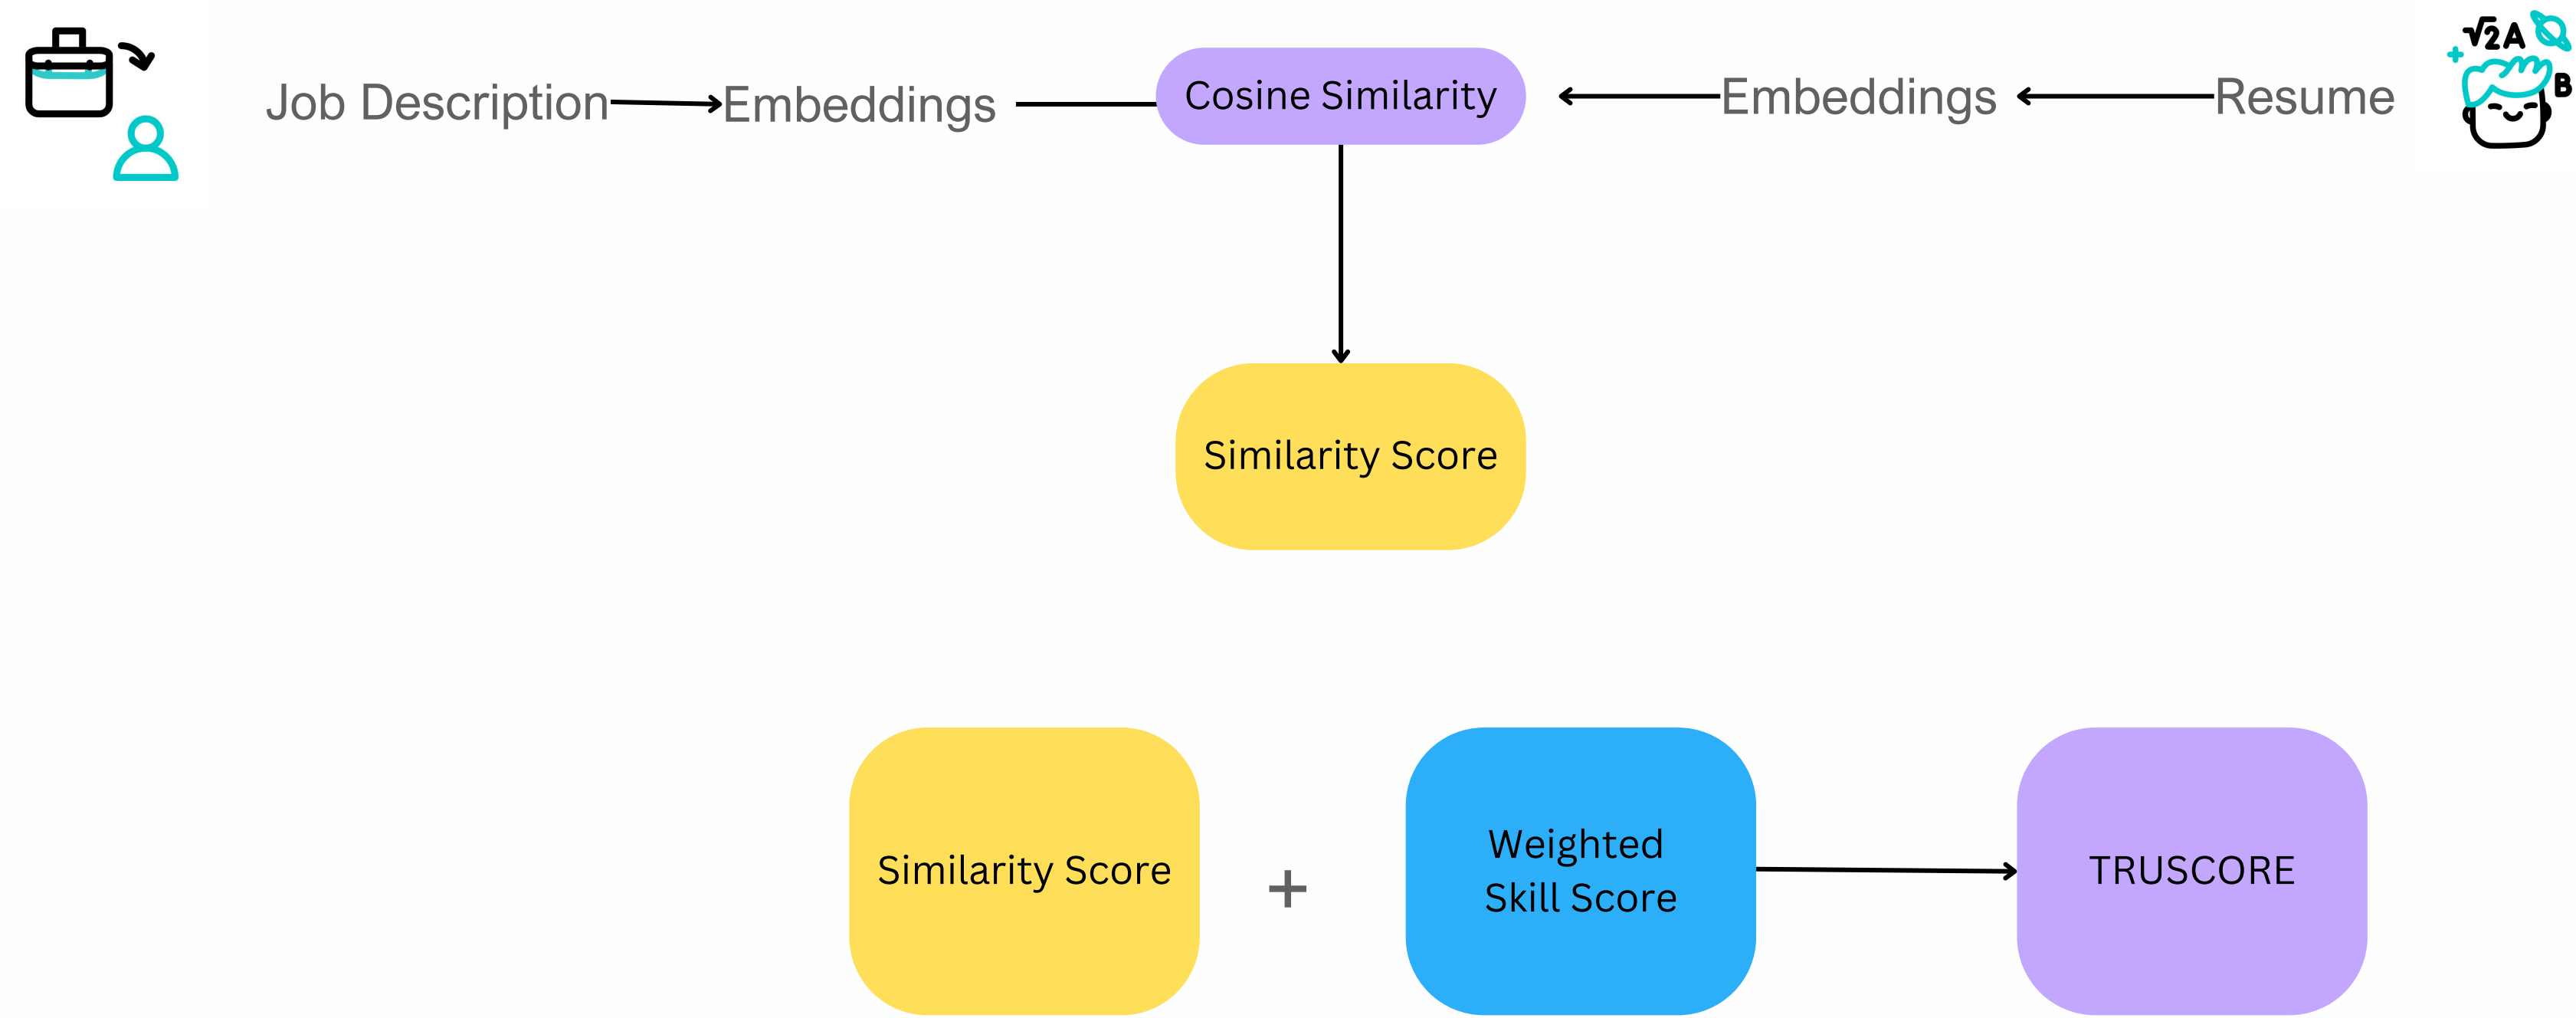 √2A
B
Job Description
Embeddings
Cosine Similarity
Embeddings
Resume
Similarity Score
Similarity Score
+
Weighted
Skill Score
TRUSCORE